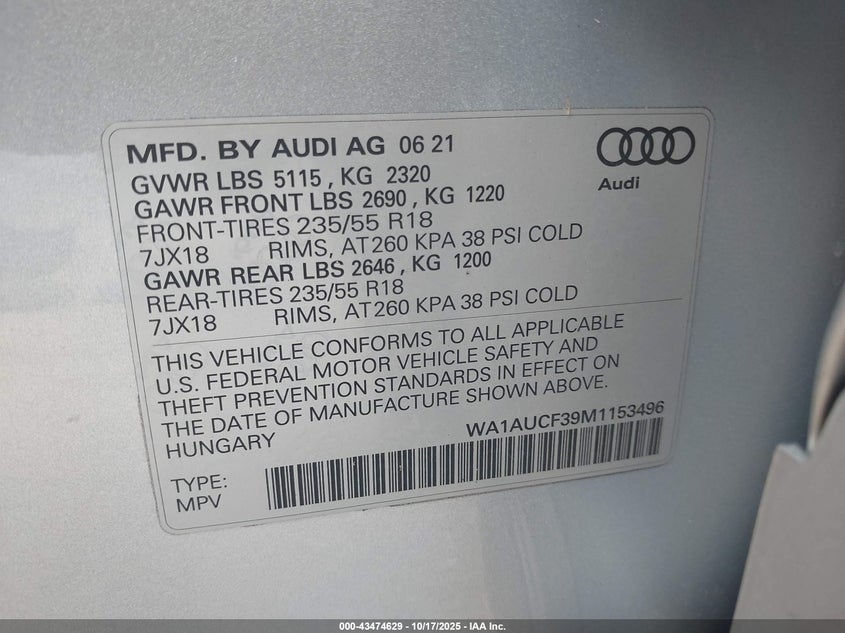 MFD. BY AUDI AG 06 21
Audi
GVWR LBS 5115, KG 2320
GAWR FRONT LBS 2690, KG 1220
FRONT-TIRES 235/55 R18
7JX18 RIMS, AT 260 KPA 38 PSI COLD
GAWR REAR LBS 2646, KG 1200
REAR-TIRES 235/55 R18
7JX18 RIMS, AT 260 KPA 38 PSI COLD
THIS VEHICLE CONFORMS TO ALL APPLICABLE
U.S. FEDERAL MOTOR VEHICLE SAFETY AND
THEFT PREVENTION STANDARDS IN EFFECT ON
THE DATE OF MANUFACTURE SHOWN ABOVE.
HUNGARY WA1AUCF39M1153496
TYPE:
MPV
000-43474629 - 10/17/2025 - IAA Inc.